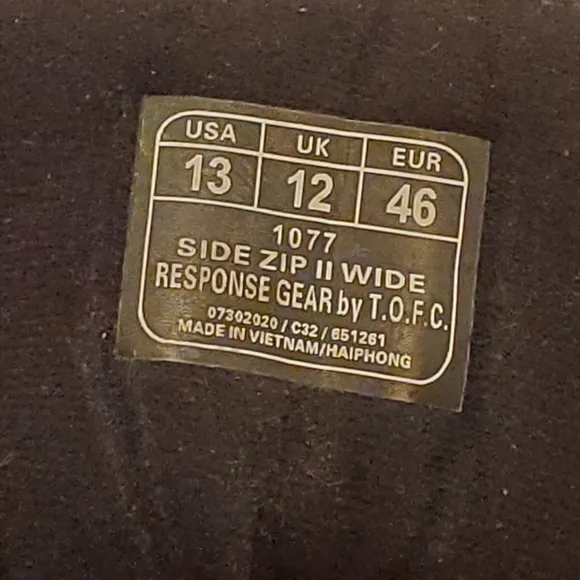 USA UK EUR
13 12 46
1077
SIDE ZIP II WIDE
RESPONSE GEAR by T.O.F.C.
07302020 / C32 / 651261
MADE IN VIETNAM/HAIPHONG